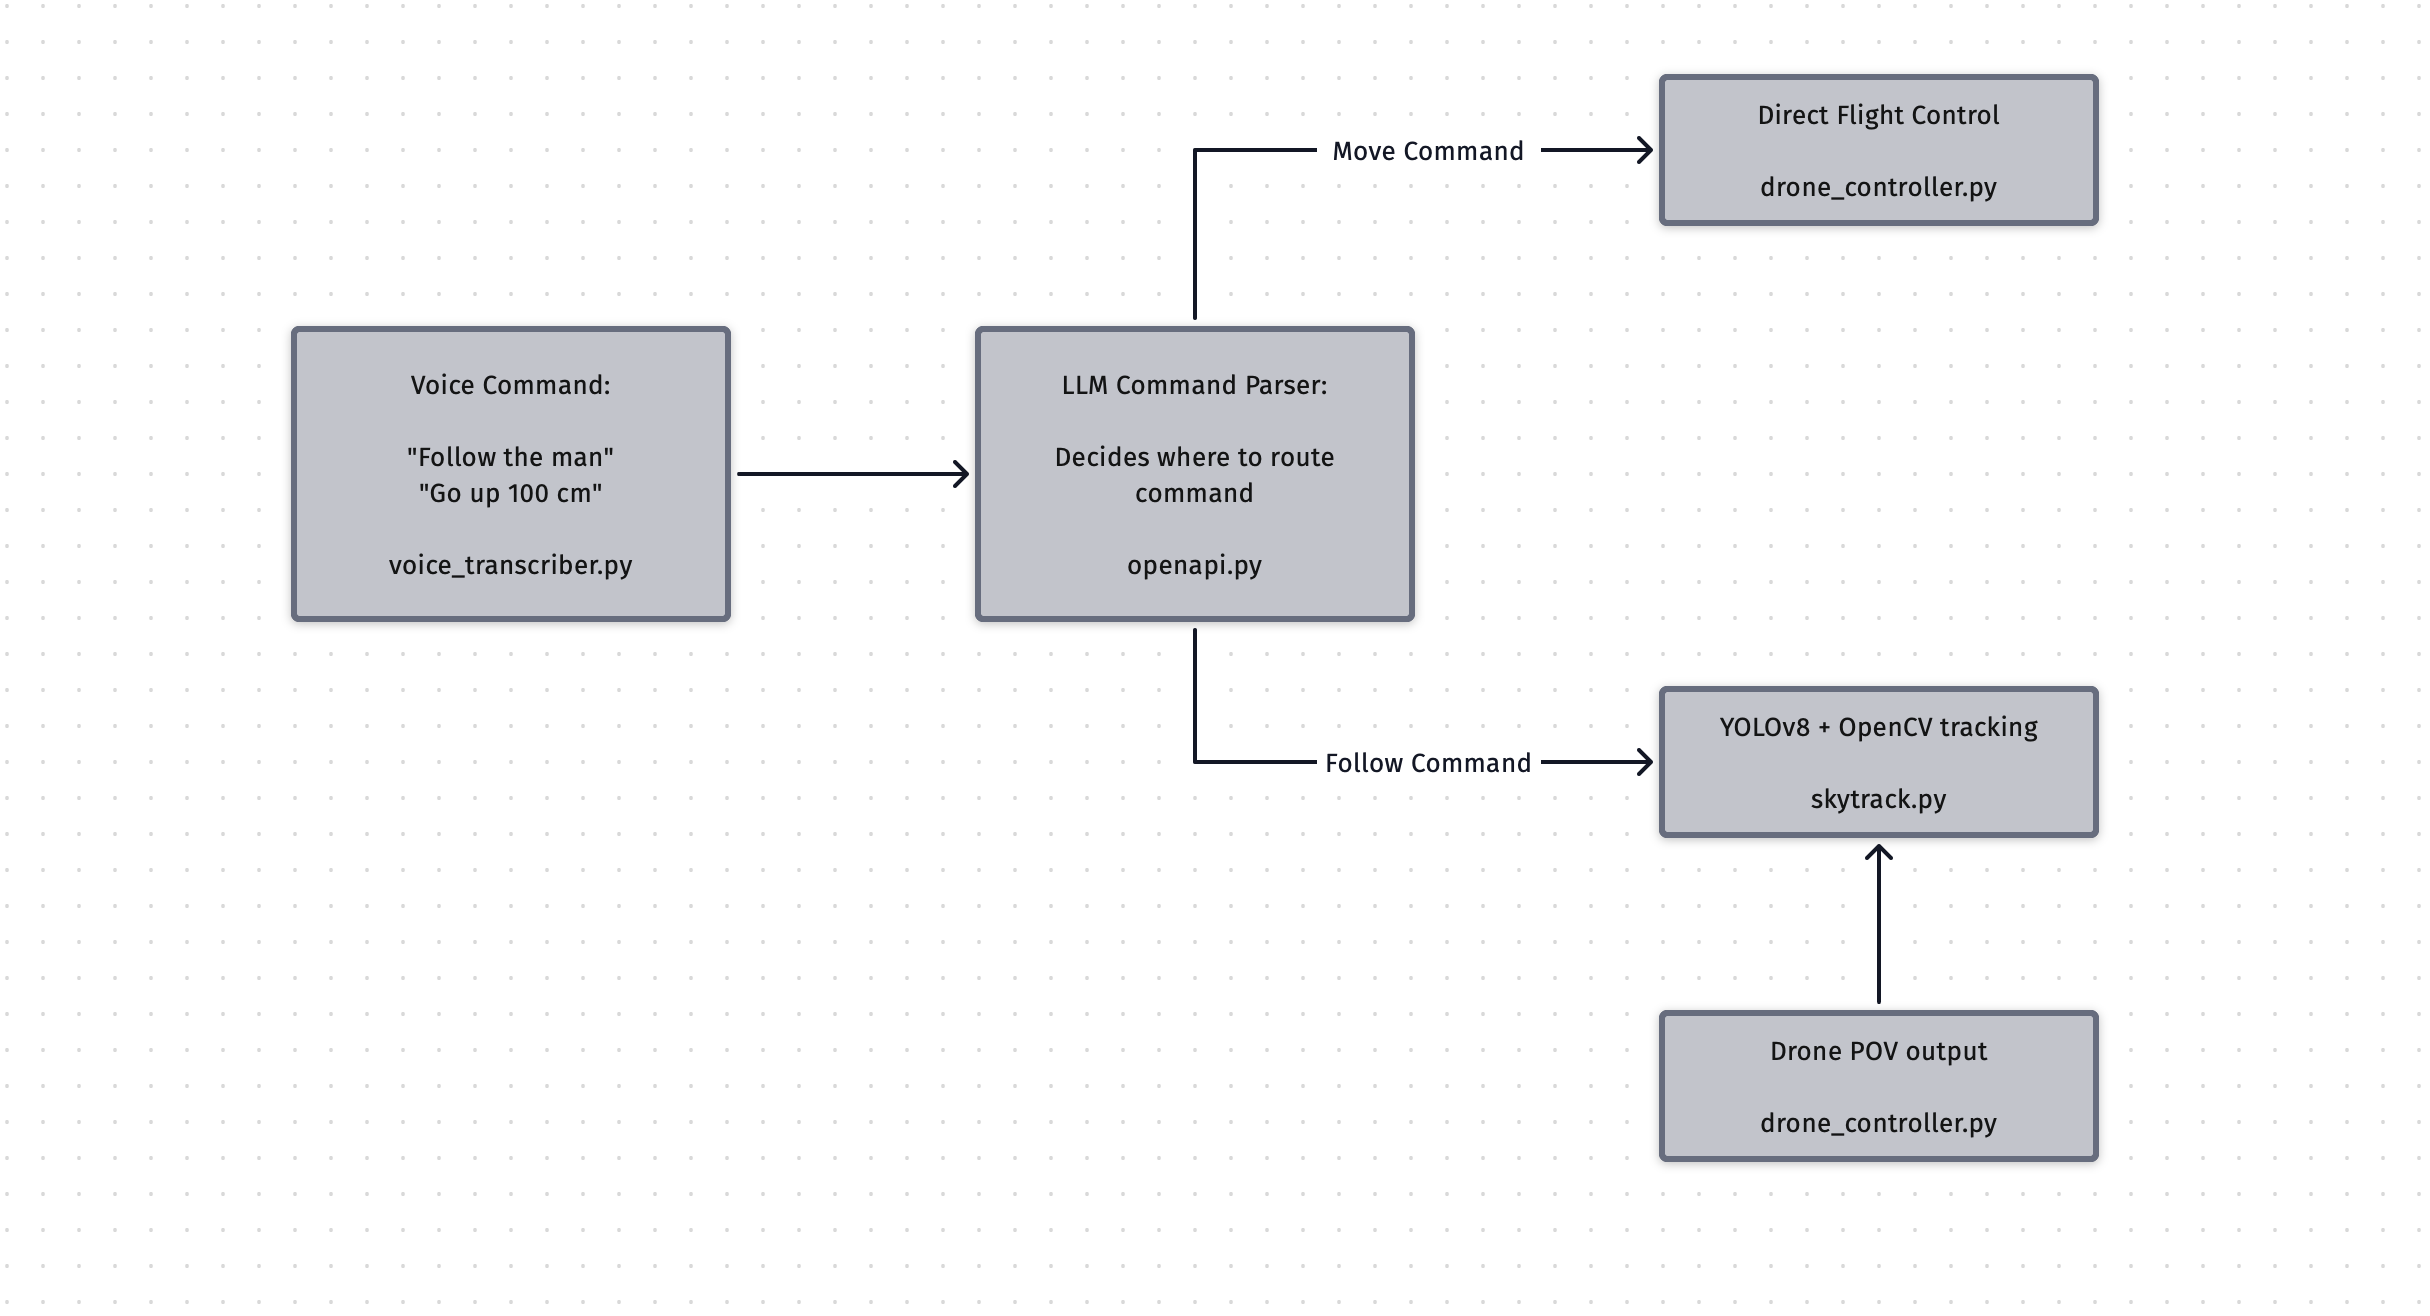 Voice Command:
"Follow the man"
"Go up 100 cm"
voice_transcriber.py
LLM Command Parser:
Decides where to route
command
openapi.py
Move Command
Direct Flight Control
drone_controller.py
Follow Command
YOLOv8 + OpenCV tracking
skytrack.py
Drone POV output
drone_controller.py